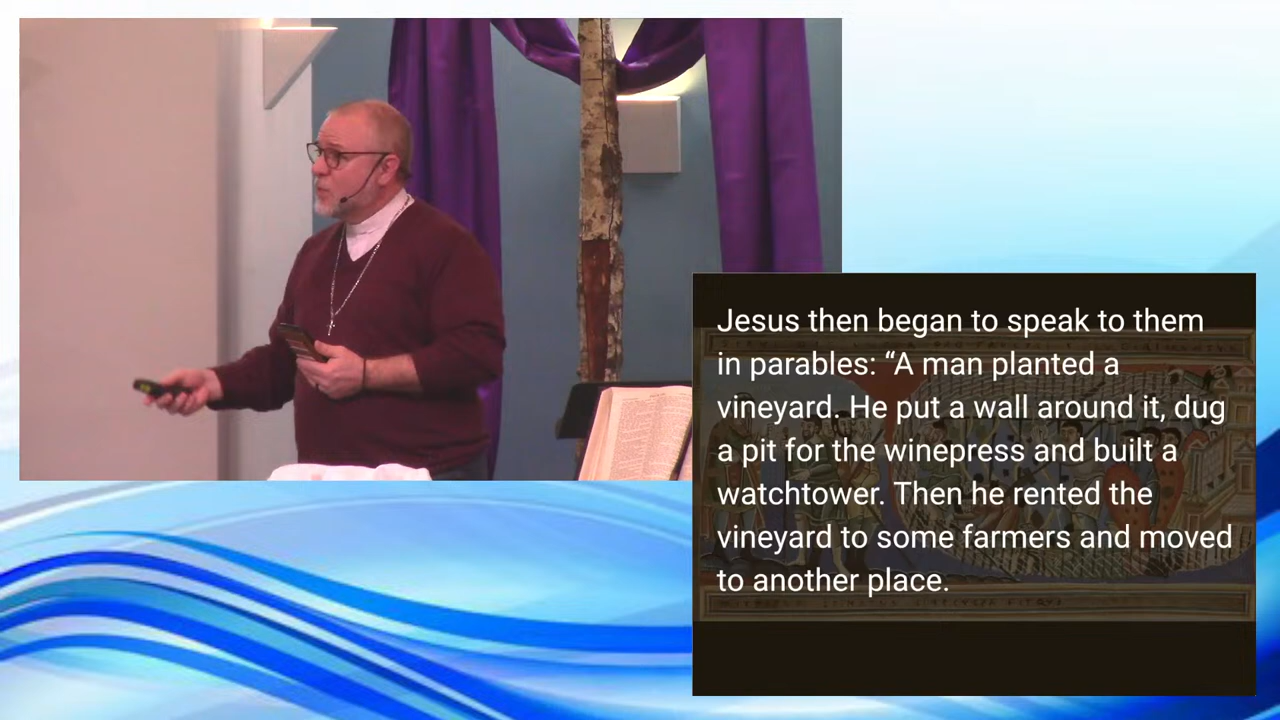 Jesus then began to speak to them
in parables: “A man planted a
vineyard. He put a wall around it, dug
a pit for the winepress and built a
watchtower. Then he rented the
vineyard to some farmers and moved
to another place.